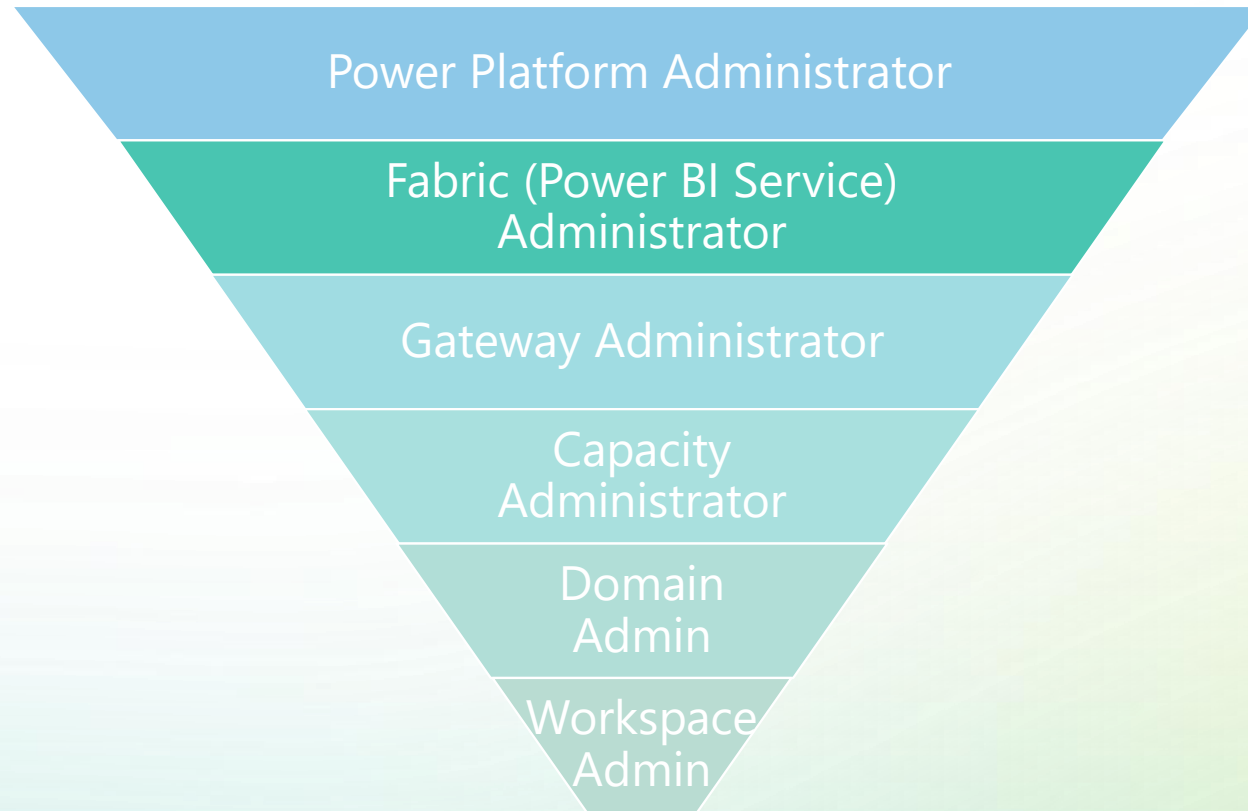 Power Platform Administrator
Fabric (Power BI Service)
Administrator
Gateway Administrator
Capacity
Administrator
Domain
Admin
Workspace
Admin